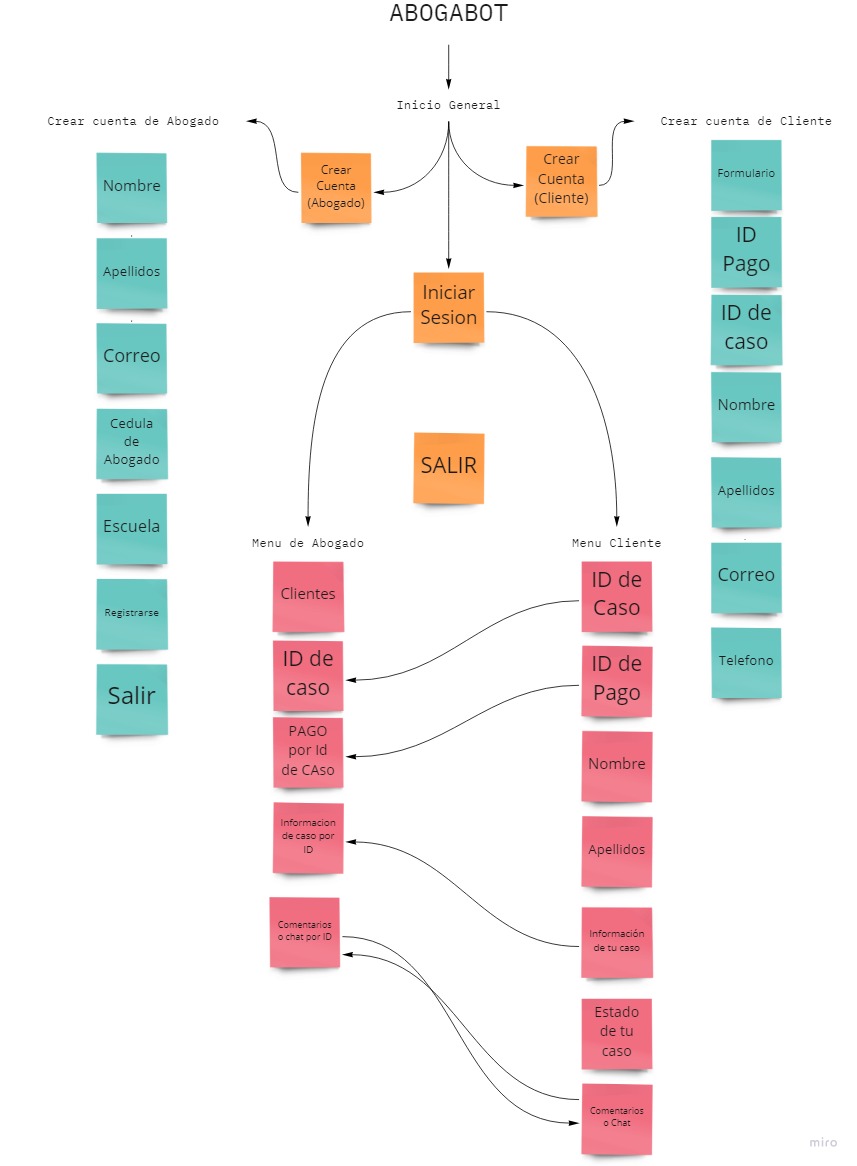 ABOGABOT
Inicio General
Crear cuenta de Abogado
Crear cuenta de Cliente
Crear
Cuenta
(Abogado)
Crear
Cuenta
(Cliente)
Iniciar
Sesion
SALIR
Nombre
Apellidos
Correo
Cedula
de
Abogado
Escuela
Registrarse
Salir
Formulario
ID
Pago
ID de
caso
Nombre
Apellidos
Correo
Telefono
Menu de Abogado
Clientes
ID de
caso
PAGO
por Id
de CAso
Informacion
de caso por
ID
Comentarios
o chat por ID
Menu Cliente
ID de
Caso
ID de
Pago
Nombre
Apellidos
Información
de tu caso
Estado
de tu
caso
Comentarios
o Chat
miro